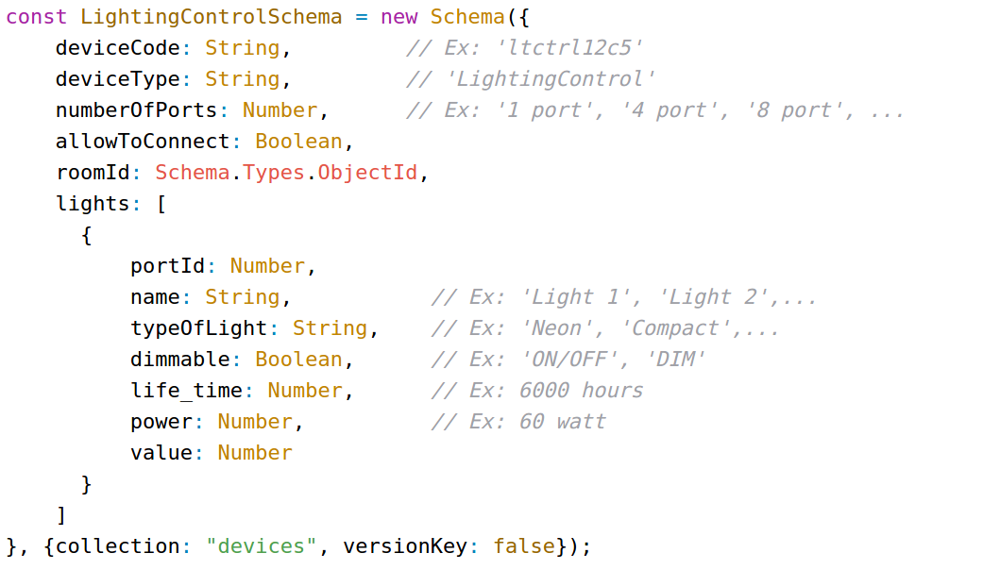 const LightingControlSchema = new Schema({
    deviceCode: String,         // Ex: 'ltctrl12c5'
    deviceType: String,         // 'LightingControl'
    numberOfPorts: Number,      // Ex: '1 port', '4 port', '8 port', ...
    allowToConnect: Boolean,
    roomId: Schema.Types.ObjectId,
    lights: [
      {
          portId: Number,
          name: String,           // Ex: 'Light 1', 'Light 2',...
          typeOfLight: String,    // Ex: 'Neon', 'Compact',...
          dimmable: Boolean,      // Ex: 'ON/OFF', 'DIM'
          life_time: Number,      // Ex: 6000 hours
          power: Number,          // Ex: 60 watt
          value: Number
      }
    ]
}, {collection: "devices", versionKey: false});